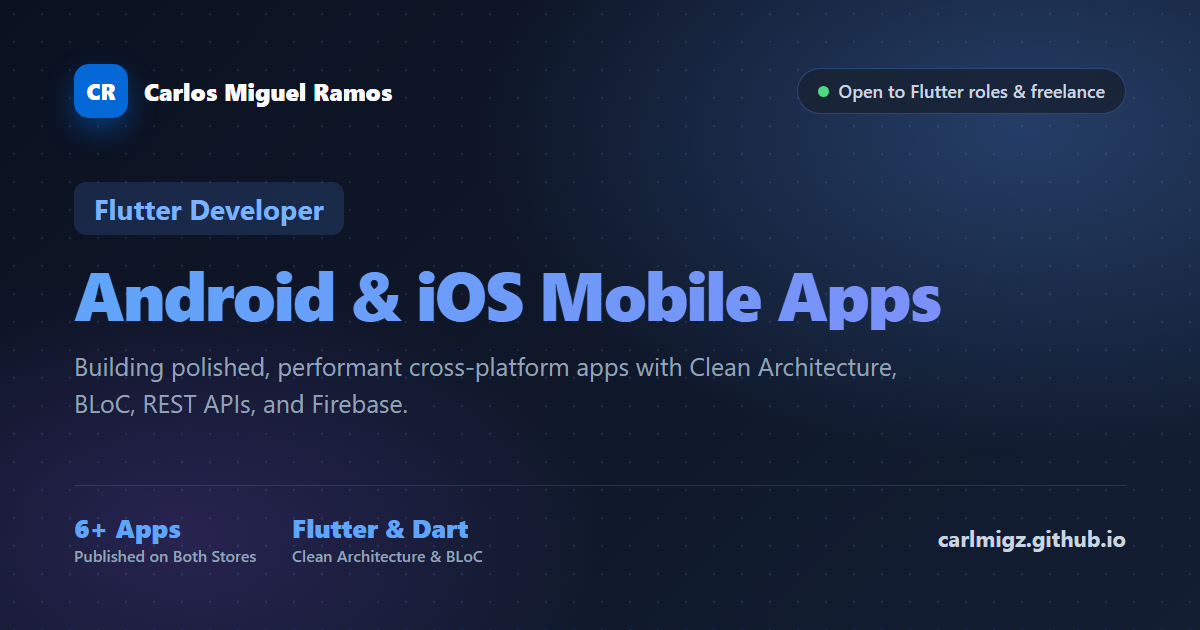 CR
Carlos Miguel Ramos
Open to Flutter roles & freelance
Flutter Developer
Android & iOS Mobile Apps
Building polished, performant cross-platform apps with Clean Architecture,
BLoC, REST APIs, and Firebase.
6+ Apps
Published on Both Stores
Flutter & Dart
Clean Architecture & BLoC
carlmigz.github.io